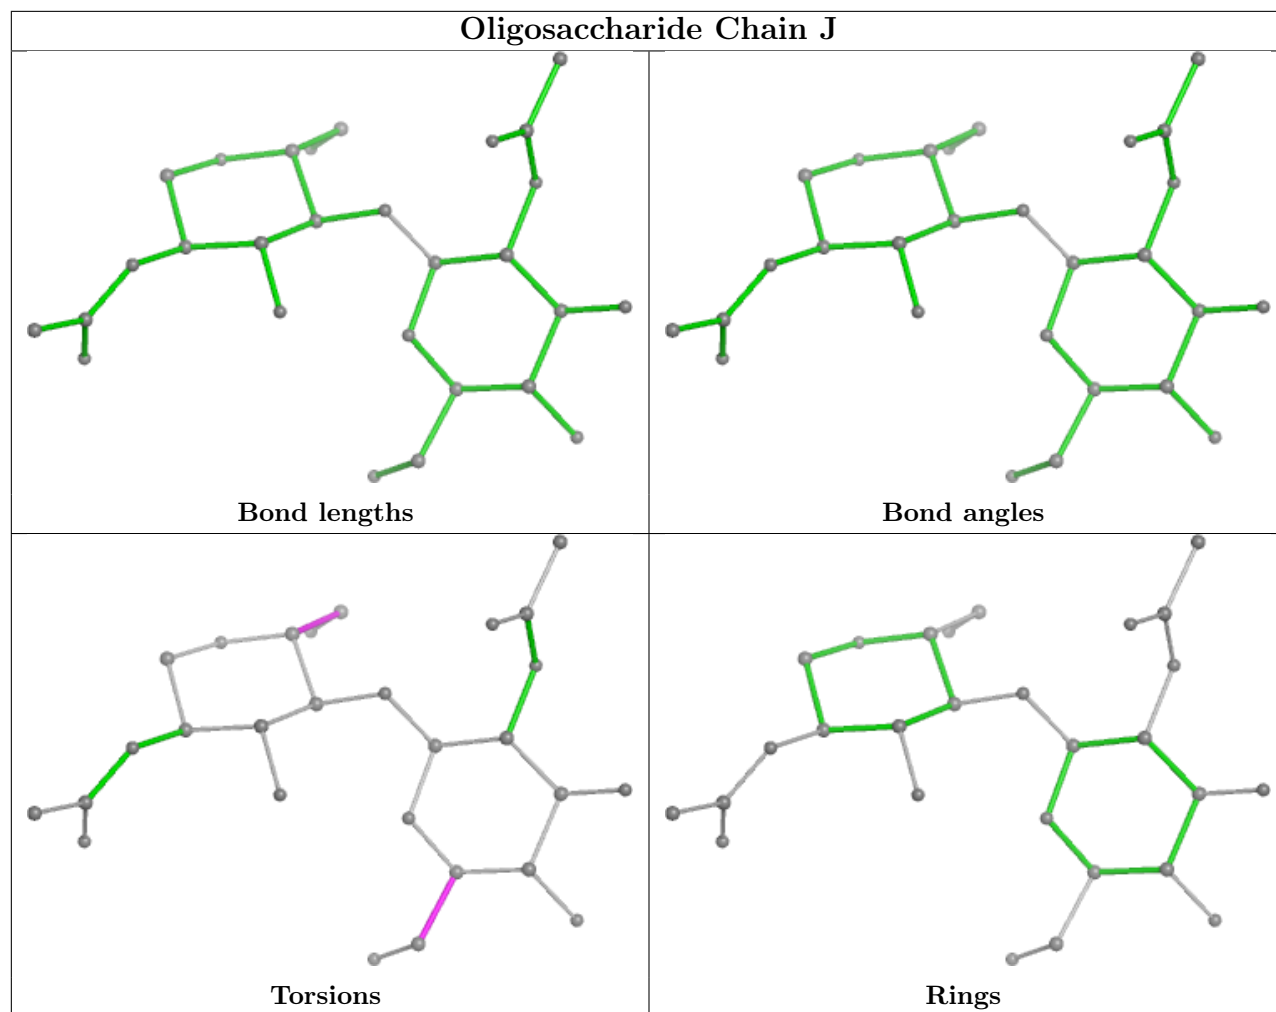 Oligosaccharide Chain J
Bond lengths
Bond angles
Torsions
Rings